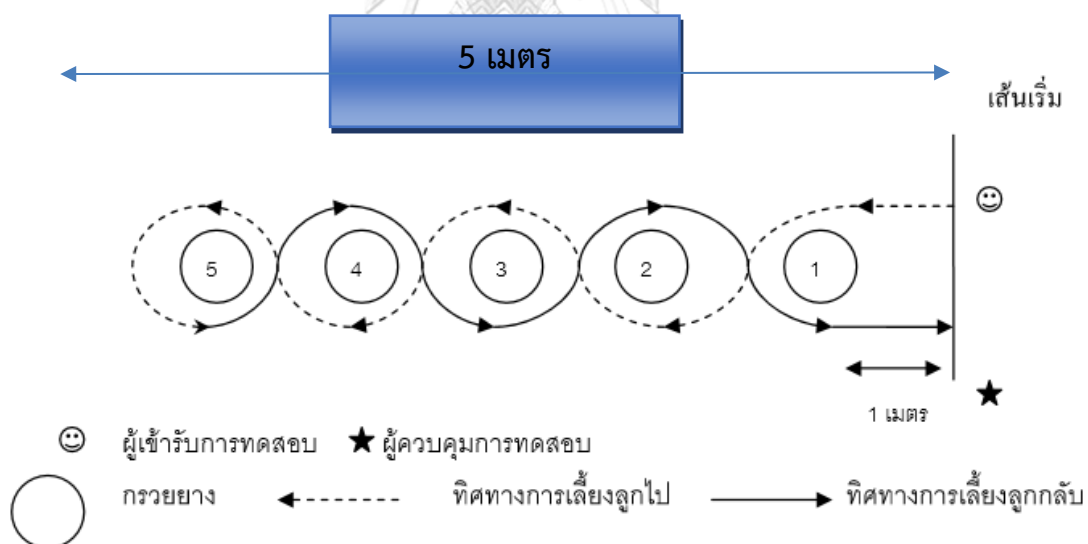 5 เมตร
เส้นเริ่ม
5 4 3 2 1
1 เมตร
ผู้เข้ารับการทดสอบ ผู้ควบคุมการทดสอบ
กรวยยาง ทิศทางการเลี้ยงลูกไป ทิศทางการเลี้ยงลูกกลับ